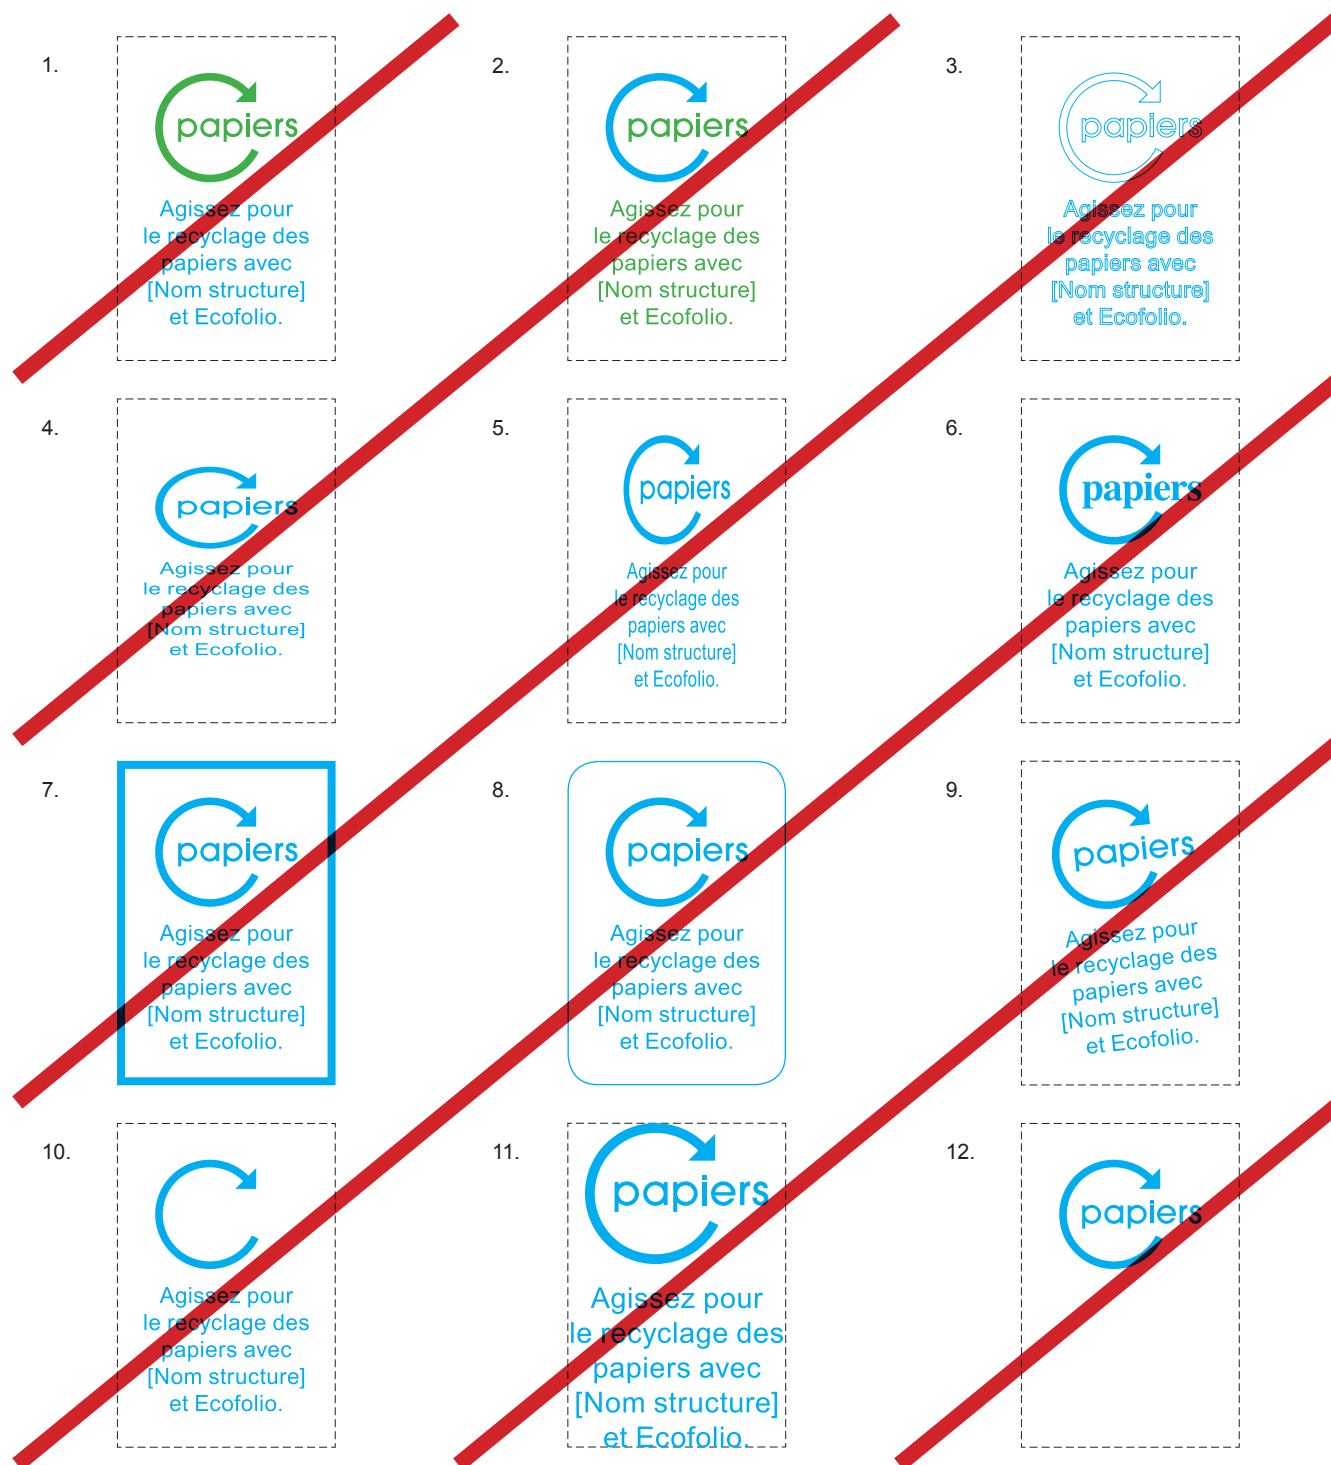 1.
papiers
Agissez pour
le recyclage des
papiers avec
[Nom structure]
et Ecofolio.
2.
papiers
Agissez pour
le recyclage des
papiers avec
[Nom structure]
et Ecofolio.
3.
papiers
Agissez pour
le recyclage des
papiers avec
[Nom structure]
et Ecofolio.
4.
papiers
Agissez pour
le recyclage des
papiers avec
[Nom structure]
et Ecofolio.
5.
papiers
Agissez pour
le recyclage des
papiers avec
[Nom structure]
et Ecofolio.
6.
papiers
Agissez pour
le recyclage des
papiers avec
[Nom structure]
et Ecofolio.
7.
papiers
Agissez pour
le recyclage des
papiers avec
[Nom structure]
et Ecofolio.
8.
papiers
Agissez pour
le recyclage des
papiers avec
[Nom structure]
et Ecofolio.
9.
papiers
Agissez pour
le recyclage des
papiers avec
[Nom structure]
et Ecofolio.
10.
Agissez pour
le recyclage des
papiers avec
[Nom structure]
et Ecofolio.
11.
papiers
Agissez pour
le recyclage des
papiers avec
[Nom structure]
et Ecofolio.
12.
papiers